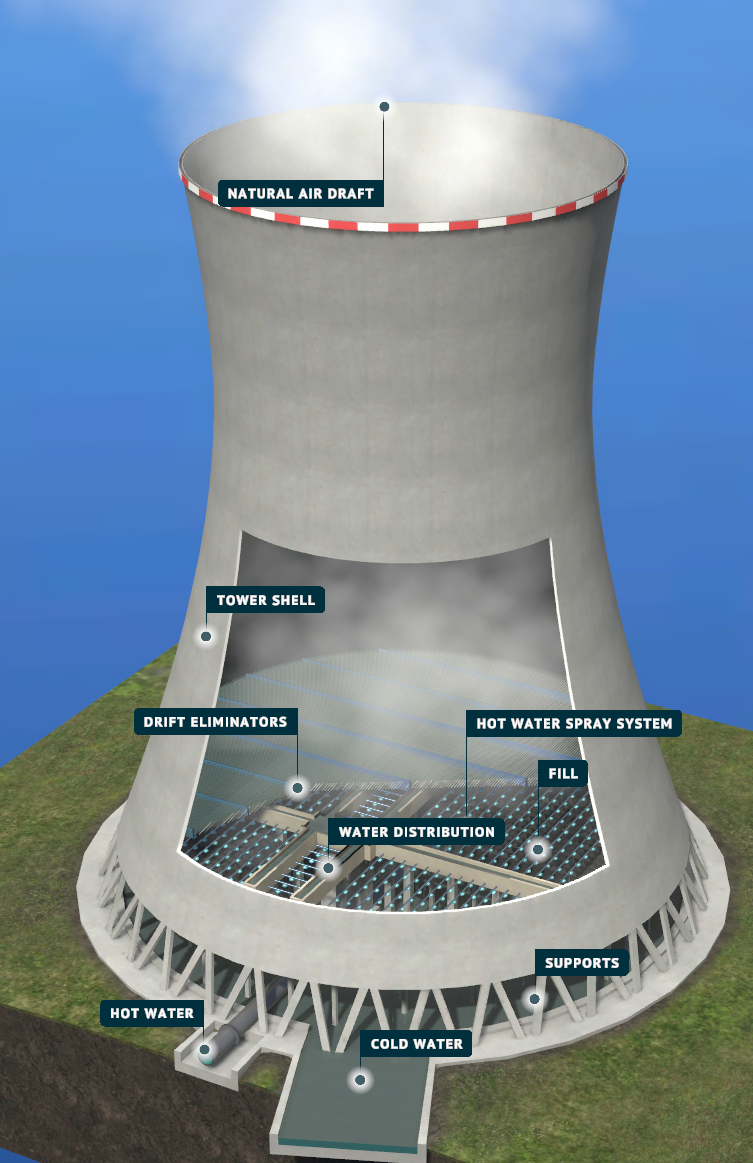 NATURAL AIR DRAFT
TOWER SHELL
DRIFT ELIMINATORS
HOT WATER SPRAY SYSTEM
FILL
WATER DISTRIBUTION
SUPPORTS
HOT WATER
COLD WATER